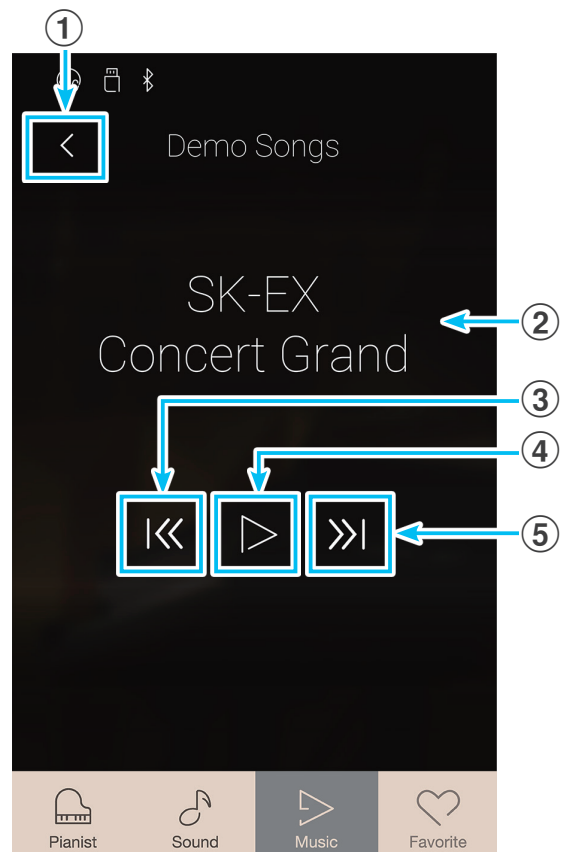 ①
Demo Songs
SK-EX
Concert Grand
②
③
④
⑤
Pianist
Sound
Music
Favorite